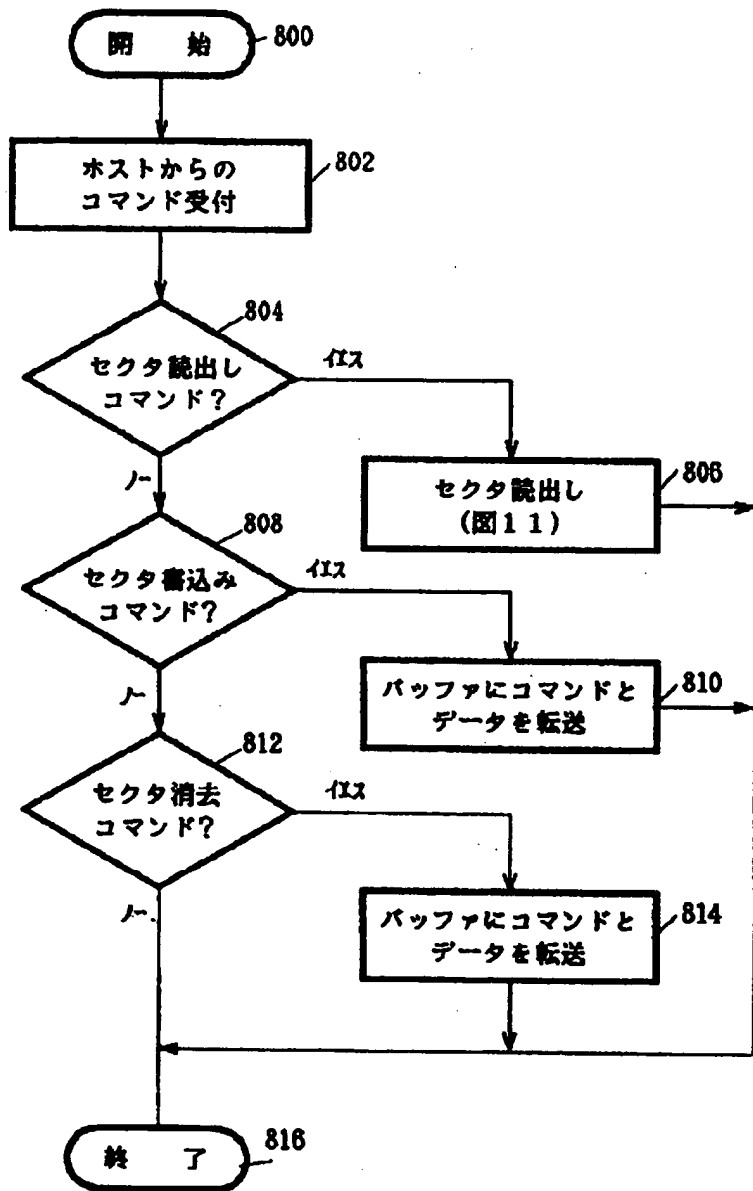 開 始
800
ホストからの
コマンド受付
802
804
セクタ読出し
コマンド?
イエス
ノー
セクタ読出し
(図11)
806
808
セクタ書込み
コマンド?
イエス
ノー
バッファにコマンドと
データを転送
810
812
セクタ消去
コマンド?
イエス
ノー
バッファにコマンドと
データを転送
814
終 了
816